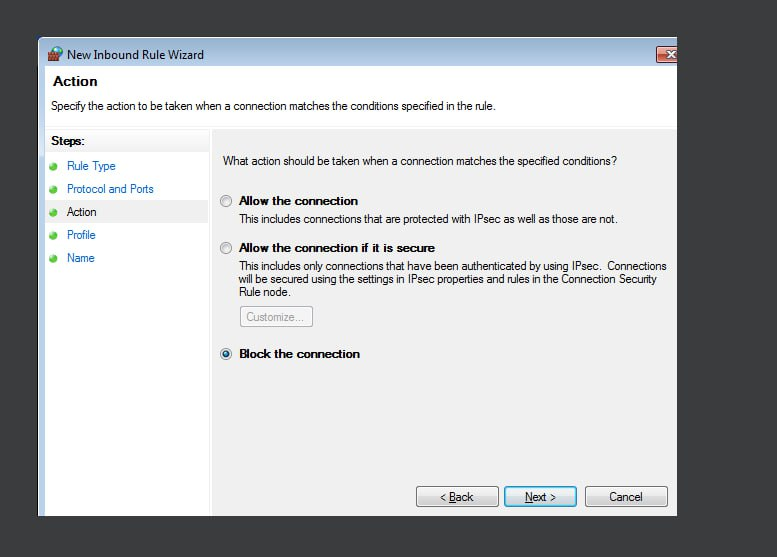 New Inbound Rule Wizard
Action
Specify the action to be taken when a connection matches the conditions specified in the rule.
Steps:
Rule Type
Protocol and Ports
Action
Profile
Name
What action should be taken when a connection matches the specified conditions?
Allow the connection
This includes connections that are protected with IPsec as well as those are not.
Allow the connection if it is secure
This includes only connections that have been authenticated by using IPsec. Connections
will be secured using the settings in IPsec properties and rules in the Connection Security
Rule node.
Customize...
Block the connection
< Back
Next >
Cancel